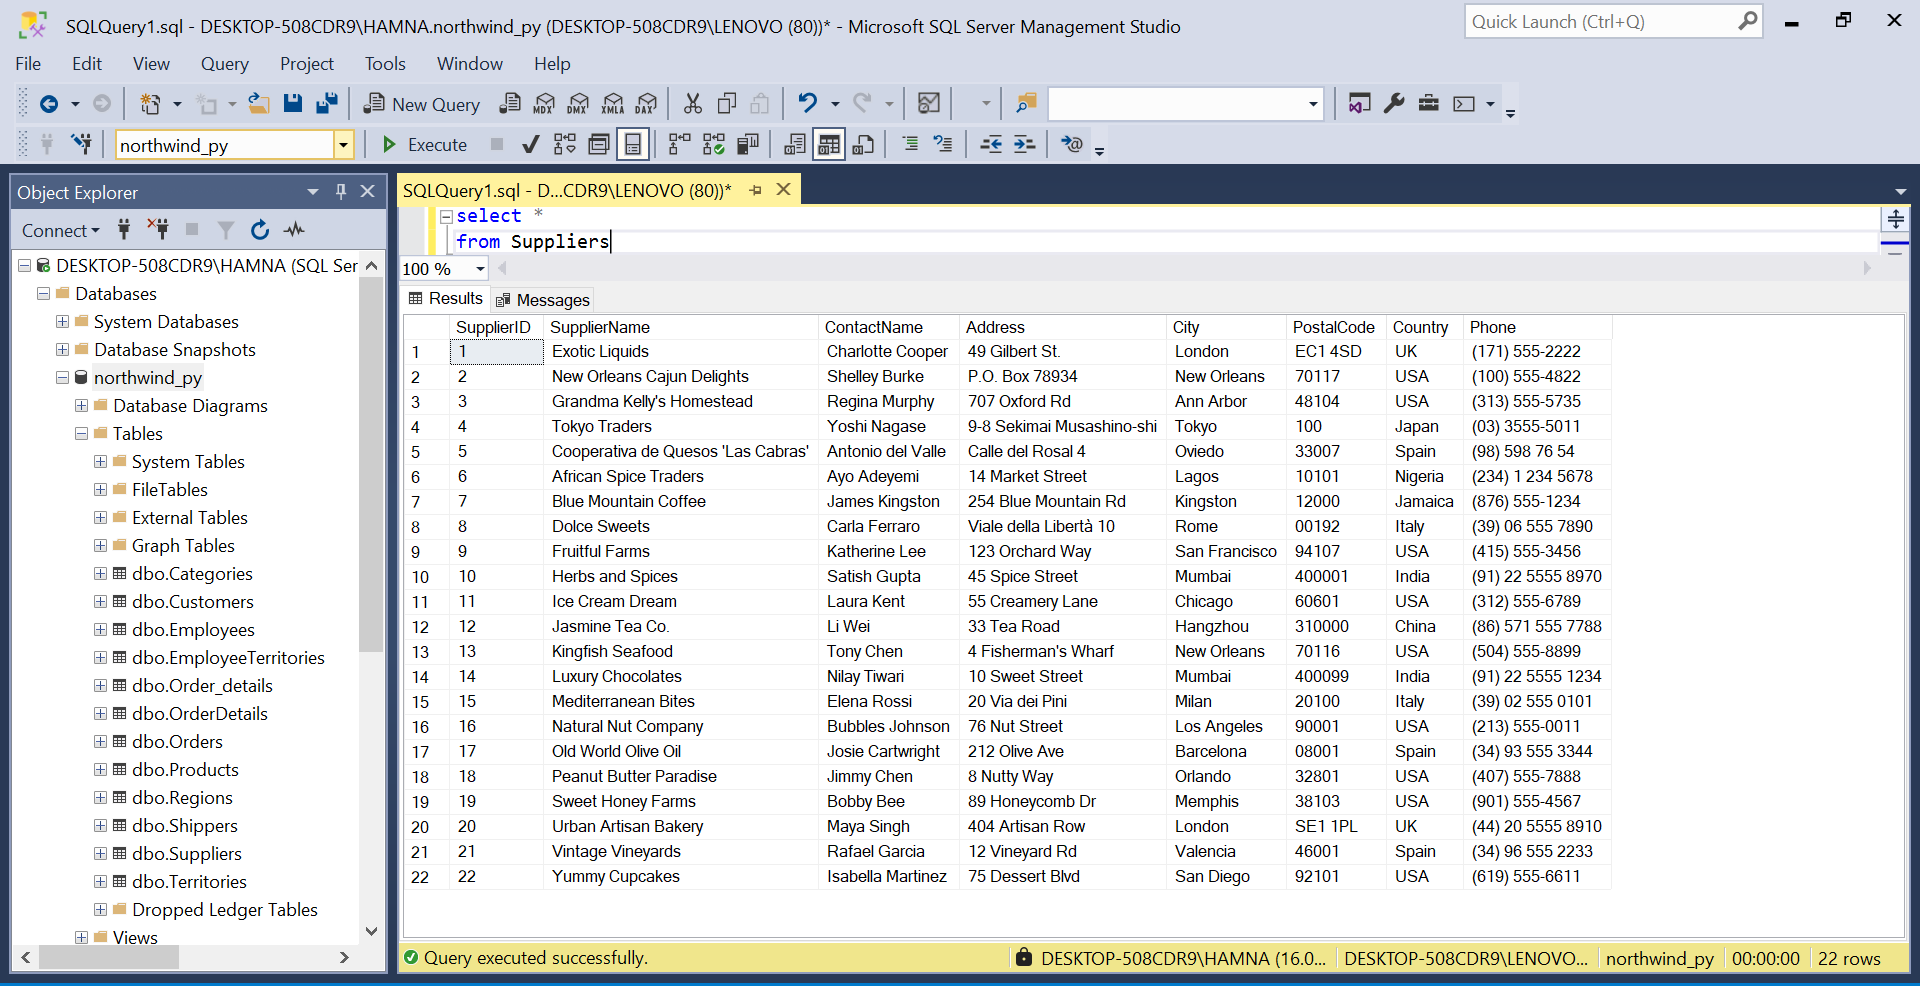 SQLQuery1.sql - DESKTOP-508CDR9\HAMNA.northwind_py (DESKTOP-508CDR9\LENOVO (80))* - Microsoft SQL Server Management Studio
Quick Launch (Ctrl+Q)
File Edit View Query Project Tools Window Help
New Query MDX DMX XMLA DAX
northwind_py Execute
Object Explorer
Connect
DESKTOP-508CDR9\HAMNA (SQL Ser
Databases
System Databases
Database Snapshots
northwind_py
Database Diagrams
Tables
System Tables
FileTables
External Tables
Graph Tables
dbo.Categories
dbo.Customers
dbo.Employees
dbo.EmployeeTerritories
dbo.Order_details
dbo.OrderDetails
dbo.Orders
dbo.Products
dbo.Regions
dbo.Shippers
dbo.Suppliers
dbo.Territories
Dropped Ledger Tables
Views
SQLQuery1.sql - D...CDR9\LENOVO (80))*
select *
from Suppliers
100 %
Results Messages
SupplierID SupplierName ContactName Address City PostalCode Country Phone
1 1 Exotic Liquids Charlotte Cooper 49 Gilbert St. London EC1 4SD UK (171) 555-2222
2 2 New Orleans Cajun Delights Shelley Burke P.O. Box 78934 New Orleans 70117 USA (100) 555-4822
3 3 Grandma Kelly's Homestead Regina Murphy 707 Oxford Rd Ann Arbor 48104 USA (313) 555-5735
4 4 Tokyo Traders Yoshi Nagase 9-8 Sekimai Musashino-shi Tokyo 100 Japan (03) 3555-5011
5 5 Cooperativa de Quesos 'Las Cabras' Antonio del Valle Calle del Rosal 4 Oviedo 33007 Spain (98) 598 76 54
6 6 African Spice Traders Ayo Adeyemi 14 Market Street Lagos 10101 Nigeria (234) 1 234 5678
7 7 Blue Mountain Coffee James Kingston 254 Blue Mountain Rd Kingston 12000 Jamaica (876) 555-1234
8 8 Dolce Sweets Carla Ferraro Viale della Libertà 10 Rome 00192 Italy (39) 06 555 7890
9 9 Fruitful Farms Katherine Lee 123 Orchard Way San Francisco 94107 USA (415) 555-3456
10 10 Herbs and Spices Satish Gupta 45 Spice Street Mumbai 400001 India (91) 22 5555 8970
11 11 Ice Cream Dream Laura Kent 55 Creamery Lane Chicago 60601 USA (312) 555-6789
12 12 Jasmine Tea Co. Li Wei 33 Tea Road Hangzhou 310000 China (86) 571 555 7788
13 13 Kingfish Seafood Tony Chen 4 Fisherman's Wharf New Orleans 70116 USA (504) 555-8899
14 14 Luxury Chocolates Nilay Tiwari 10 Sweet Street Mumbai 400099 India (91) 22 5555 1234
15 15 Mediterranean Bites Elena Rossi 20 Via dei Pini Milan 20100 Italy (39) 02 555 0101
16 16 Natural Nut Company Bubbles Johnson 76 Nut Street Los Angeles 90001 USA (213) 555-0011
17 17 Old World Olive Oil Josie Cartwright 212 Olive Ave Barcelona 08001 Spain (34) 93 555 3344
18 18 Peanut Butter Paradise Jimmy Chen 8 Nutty Way Orlando 32801 USA (407) 555-7888
19 19 Sweet Honey Farms Bobby Bee 89 Honeycomb Dr Memphis 38103 USA (901) 555-4567
20 20 Urban Artisan Bakery Maya Singh 404 Artisan Row London SE1 1PL UK (44) 20 5555 8910
21 21 Vintage Vineyards Rafael Garcia 12 Vineyard Rd Valencia 46001 Spain (34) 96 555 2233
22 22 Yummy Cupcakes Isabella Martinez 75 Dessert Blvd San Diego 92101 USA (619) 555-6611
Query executed successfully. DESKTOP-508CDR9\HAMNA (16.0... DESKTOP-508CDR9\LENOVO... northwind_py 00:00:00 22 rows